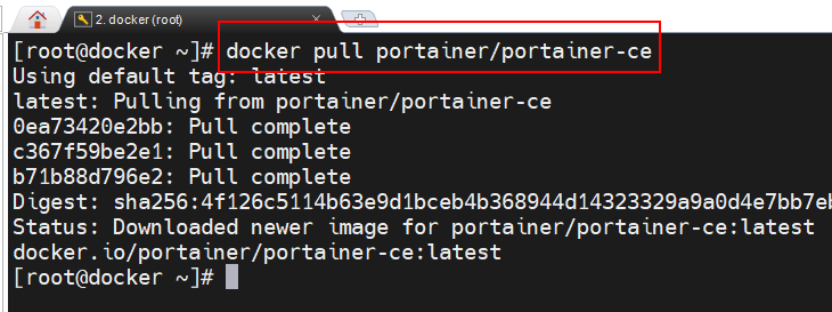 2. docker (root)
[root@docker ~]# docker pull portainer/portainer-ce
Using default tag: latest
latest: Pulling from portainer/portainer-ce
0ea73420e2bb: Pull complete
c367f59be2e1: Pull complete
b71b88d796e2: Pull complete
Digest: sha256:4f126c5114b63e9d1bceb4b368944d14323329a9a0d4e7bb7e
Status: Downloaded newer image for portainer/portainer-ce:latest
docker.io/portainer/portainer-ce:latest
[root@docker ~]#